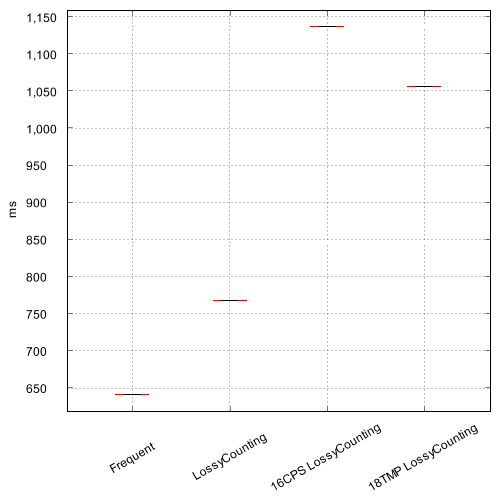 1,150
1,100
1,050
1,000
950
900
850
800
750
700
650
ms
Frequent
LossyCounting
16CPS LossyCounting
18TMP LossyCounting